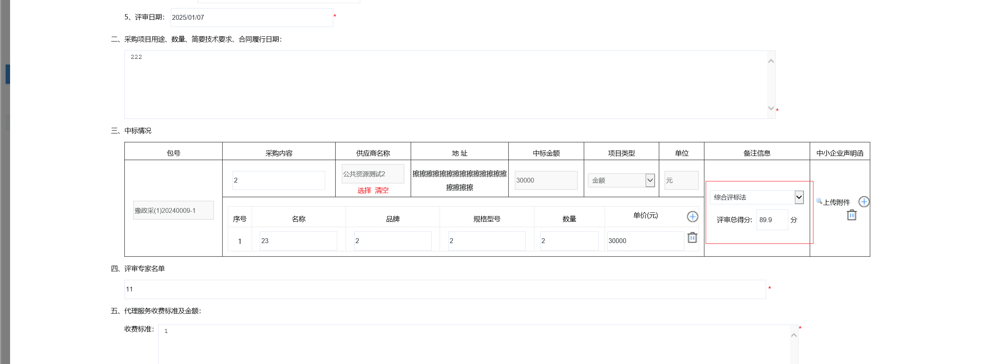 5、评审日期： 2025/01/07 *
二、采购项目用途、数量、简要技术要求、合同履行日期：
222
*
三、中标情况
包号 采购内容 供应商名称 地 址 中标金额 项目类型 单位 备注信息 中小企业声明函
豫政采(1)20240009-1
2
公共资源测试2
选择 清空
擦擦擦擦擦擦擦擦擦擦擦擦擦擦
擦擦擦擦
30000
金额
元
综合评标法
评审总得分： 89.9 分
上传附件
序号 名称 品牌 规格型号 数量 单价(元)
1 23 2 2 2 30000
四、评审专家名单
11 *
五、代理服务收费标准及金额：
收费标准： 1 *